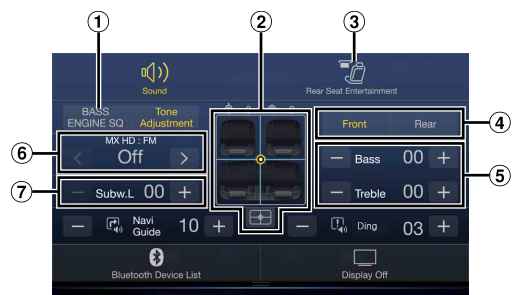 1 2 3
Sound
Rear Seat Entertainment
BASS
ENGINE SQ
Tone
Adjustment
Front Rear
4
6
MX HD : FM
< Off >
− Bass 00 +
5
7
− Subw.L 00 +
− Treble 00 +
− Navi
Guide 10 +
− Ding 03 +
Bluetooth Device List
Display Off